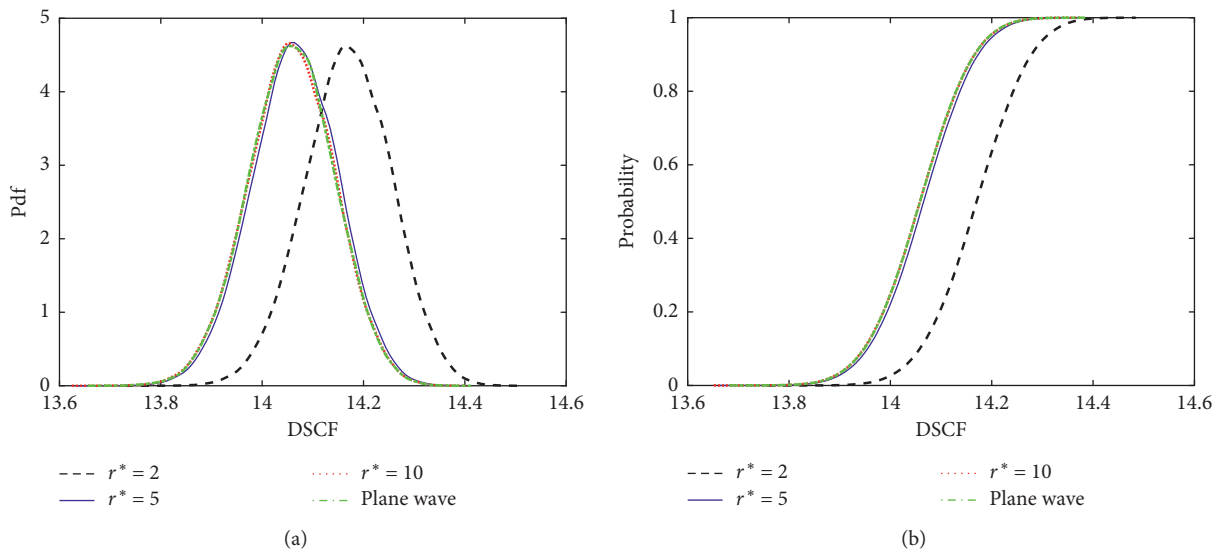 5
4
3
2
1
0
Pdf
13.6 13.8 14 14.2 14.4 14.6
DSCF
r* = 2
r* = 5
r* = 10
Plane wave
(a)
1
0.8
0.6
0.4
0.2
0
Probability
13.6 13.8 14 14.2 14.4 14.6
DSCF
r* = 2
r* = 5
r* = 10
Plane wave
(b)